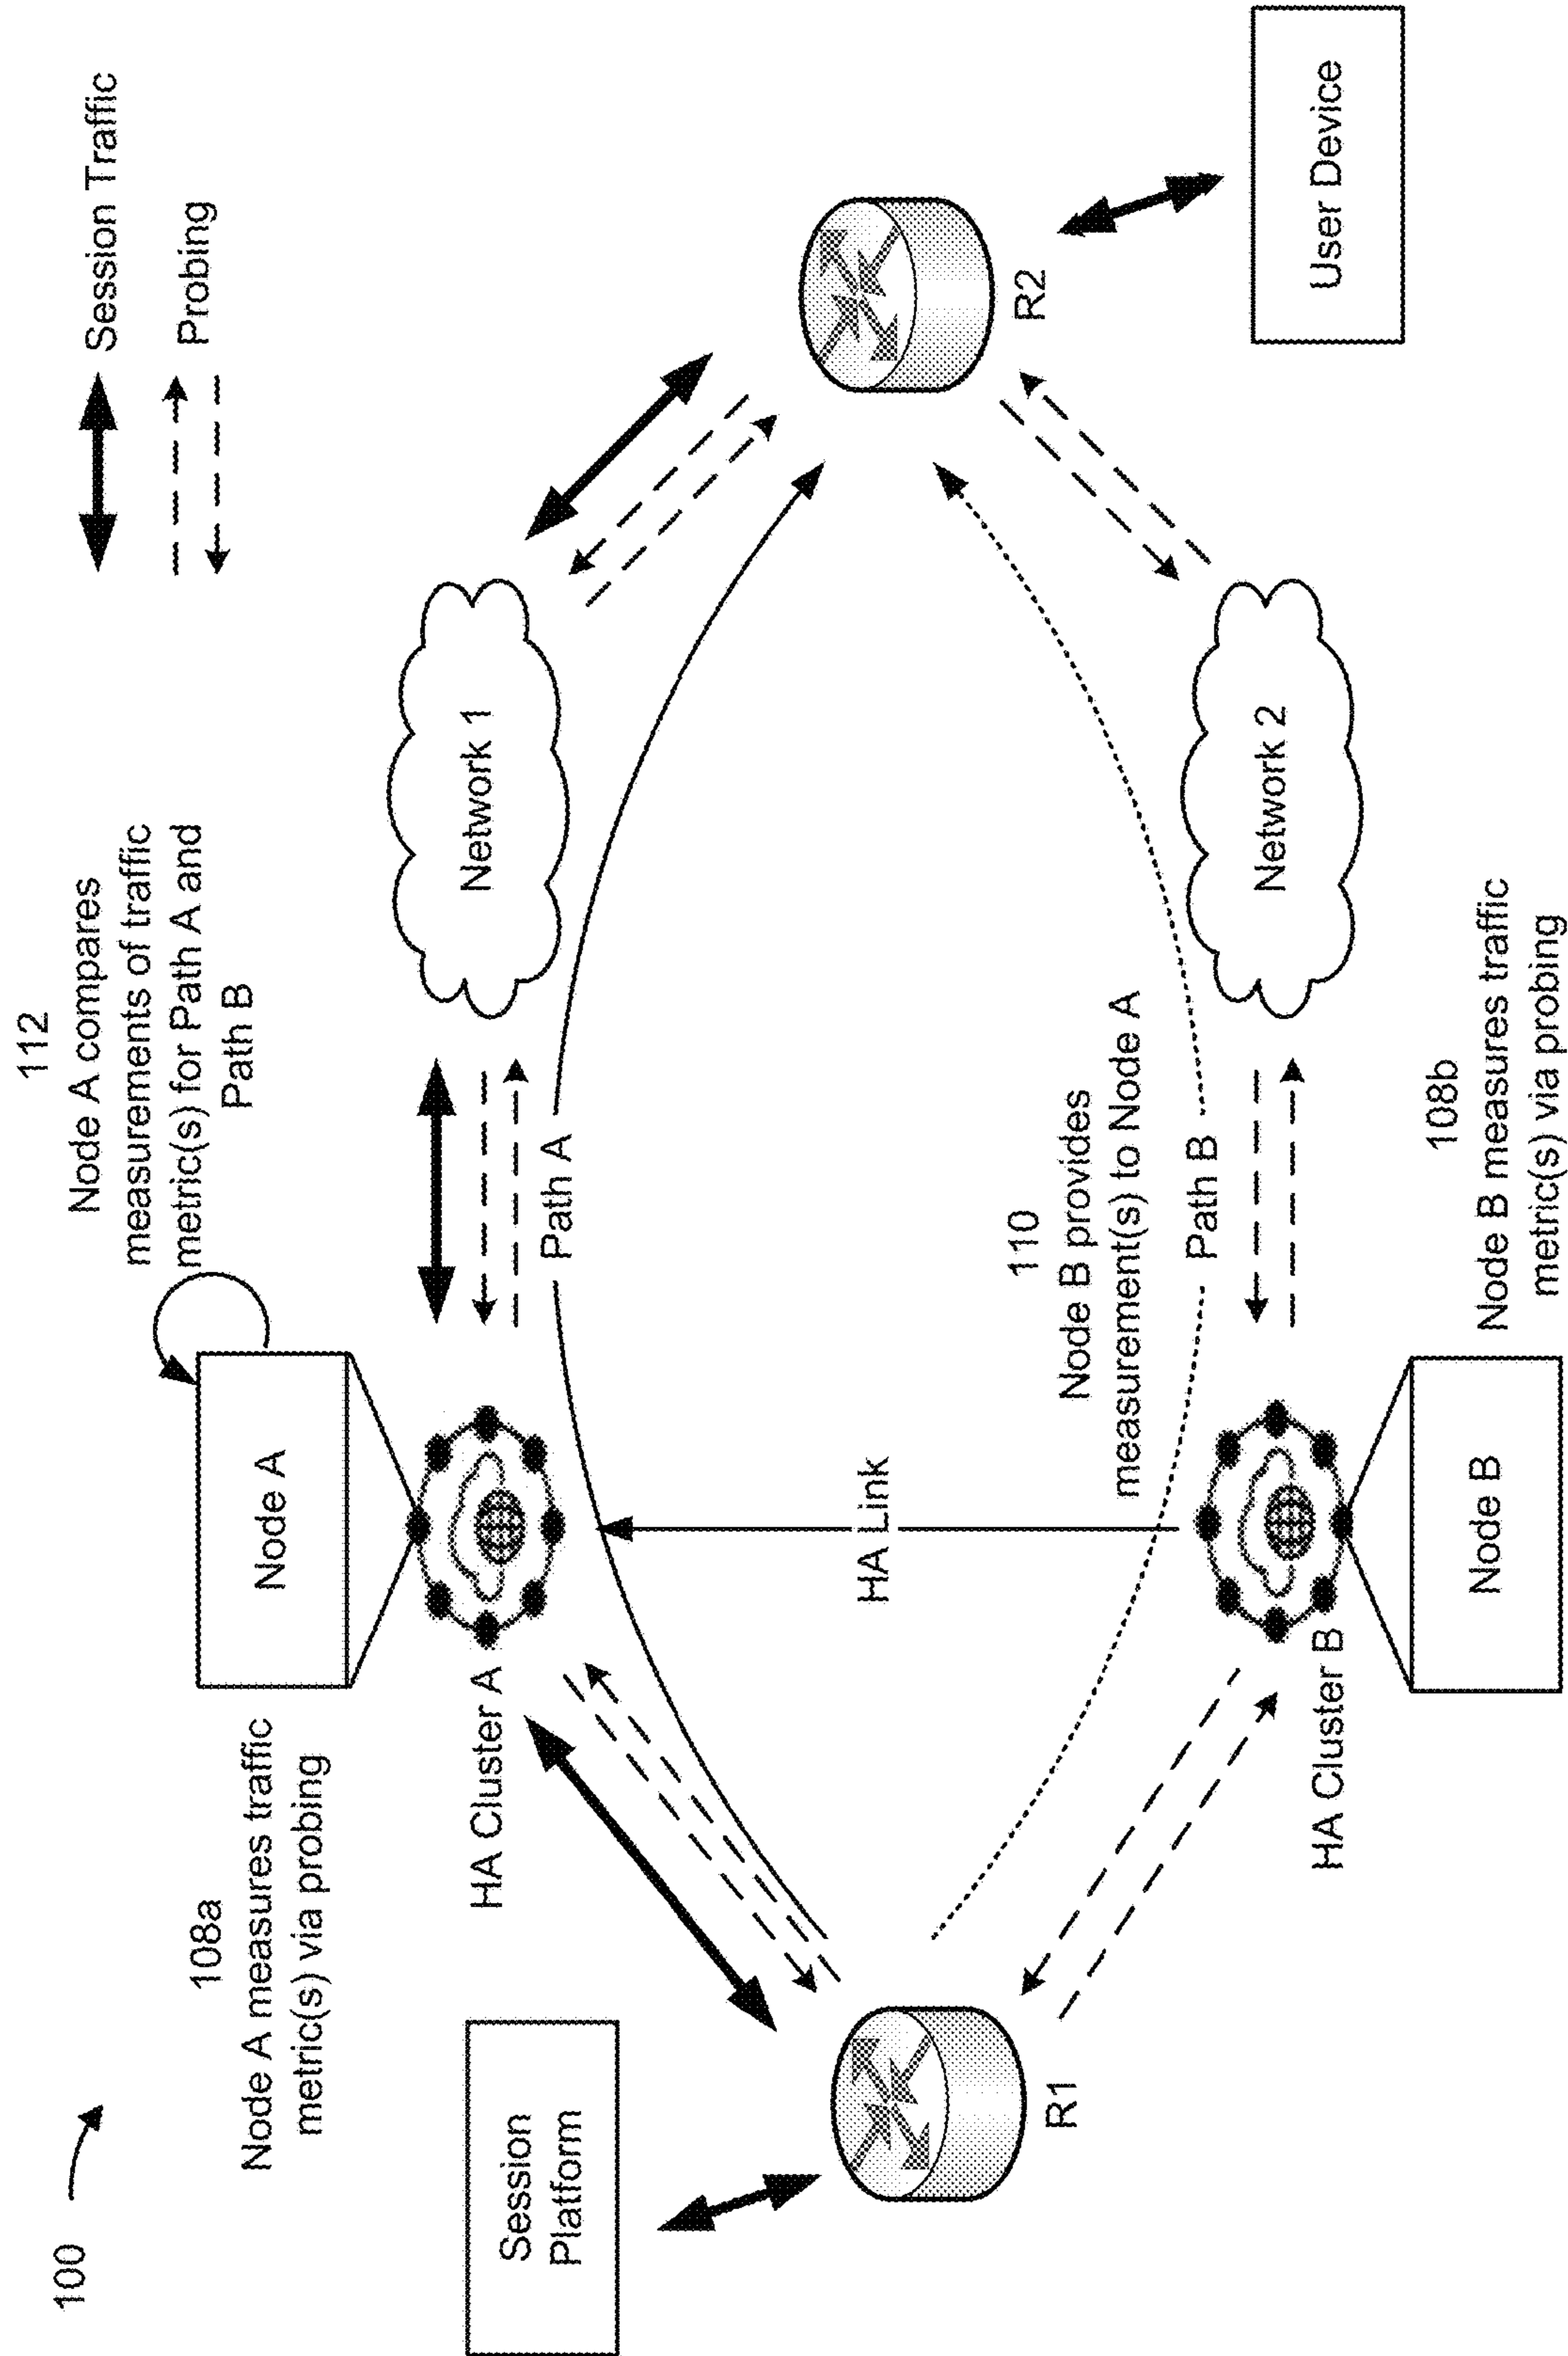 100
108a
Node A measures traffic
metric(s) via probing
112
Node A compares
measurements of traffic
metric(s) for Path A and
Path B
Session Traffic
Probing
Node A
Session
Platform
HA Cluster A
Network 1
Path A
R1
HA Link
R2
110
Node B provides
measurement(s) to Node A
Path B
HA Cluster B
Network 2
User Device
Node B
108b
Node B measures traffic
metric(s) via probing